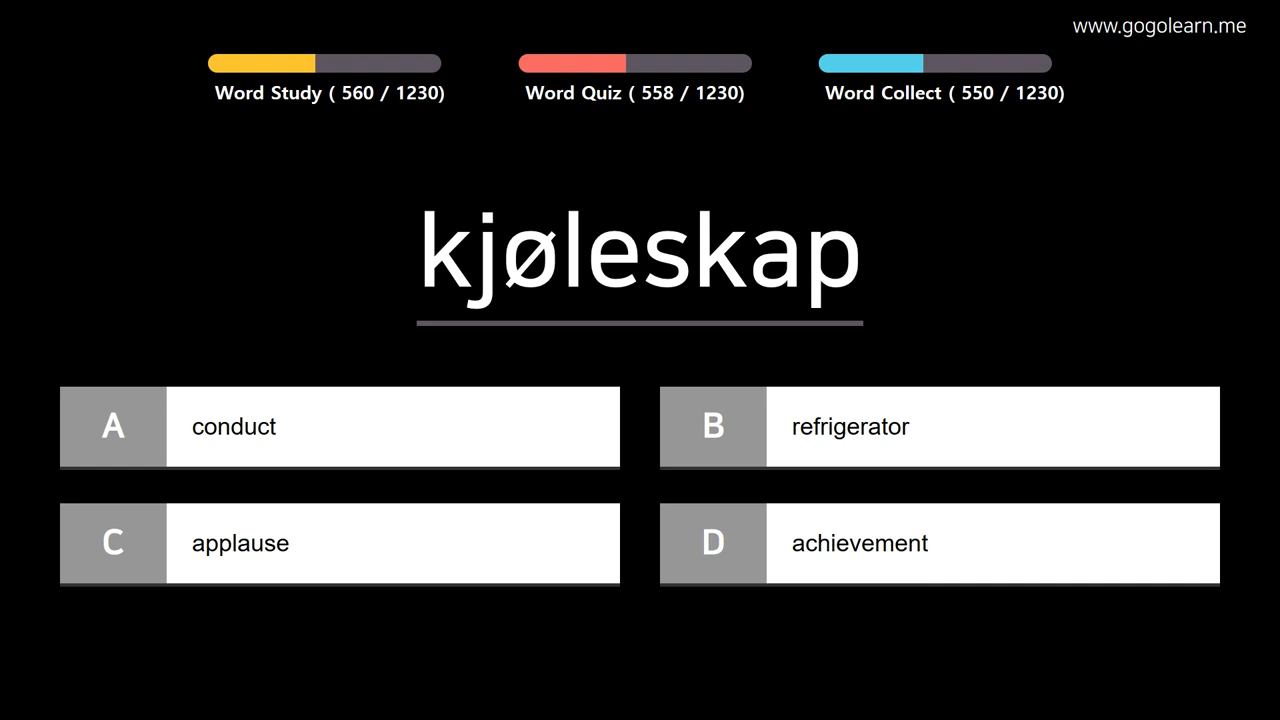 www.gogolearn.me
Word Study ( 560 / 1230)
Word Quiz ( 558 / 1230)
Word Collect ( 550 / 1230)
kjøleskap
A conduct
B refrigerator
C applause
D achievement